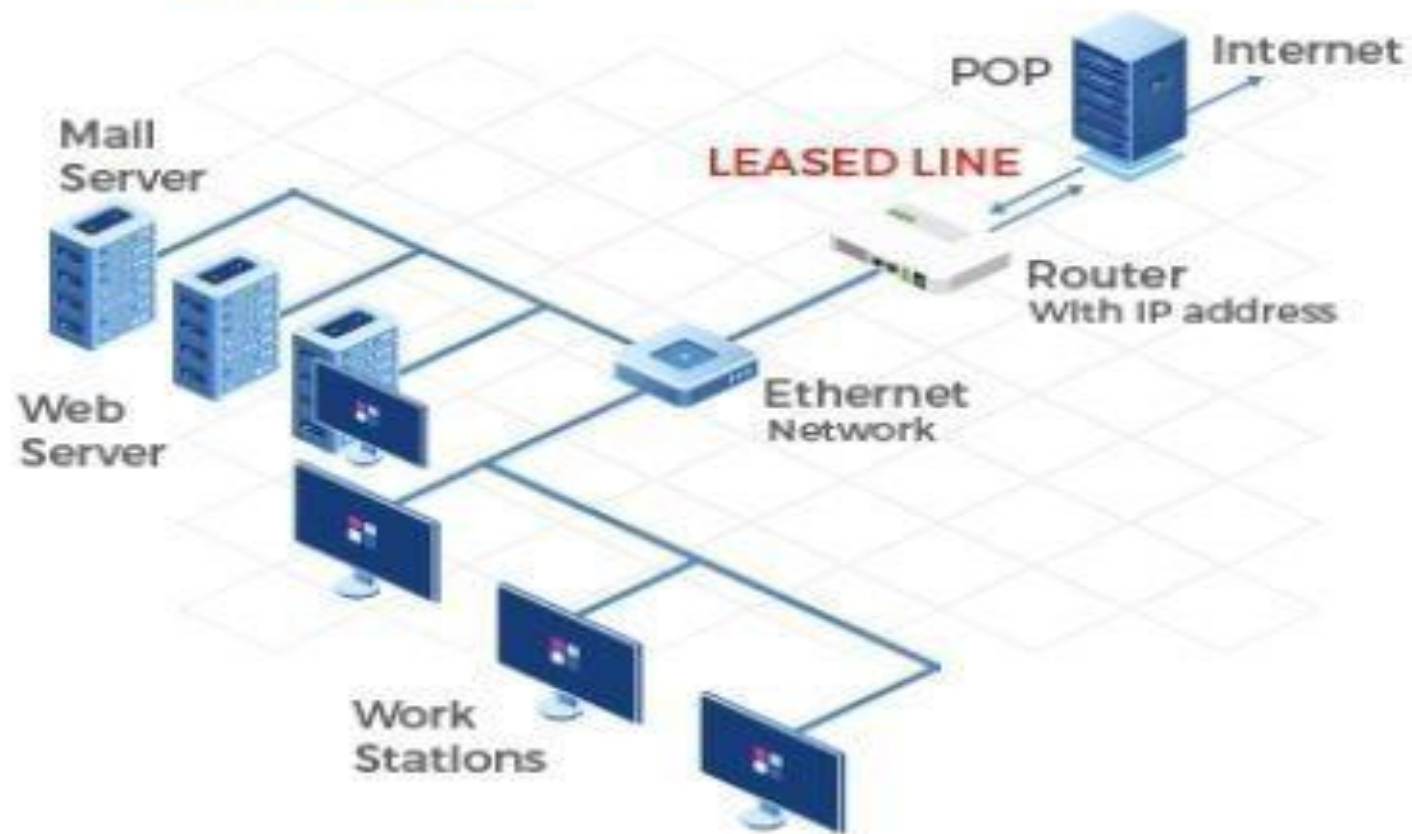 POP
Internet
Mail
Server
LEASED LINE
Router
With IP address
Web
Server
Ethernet
Network
Work
Stations